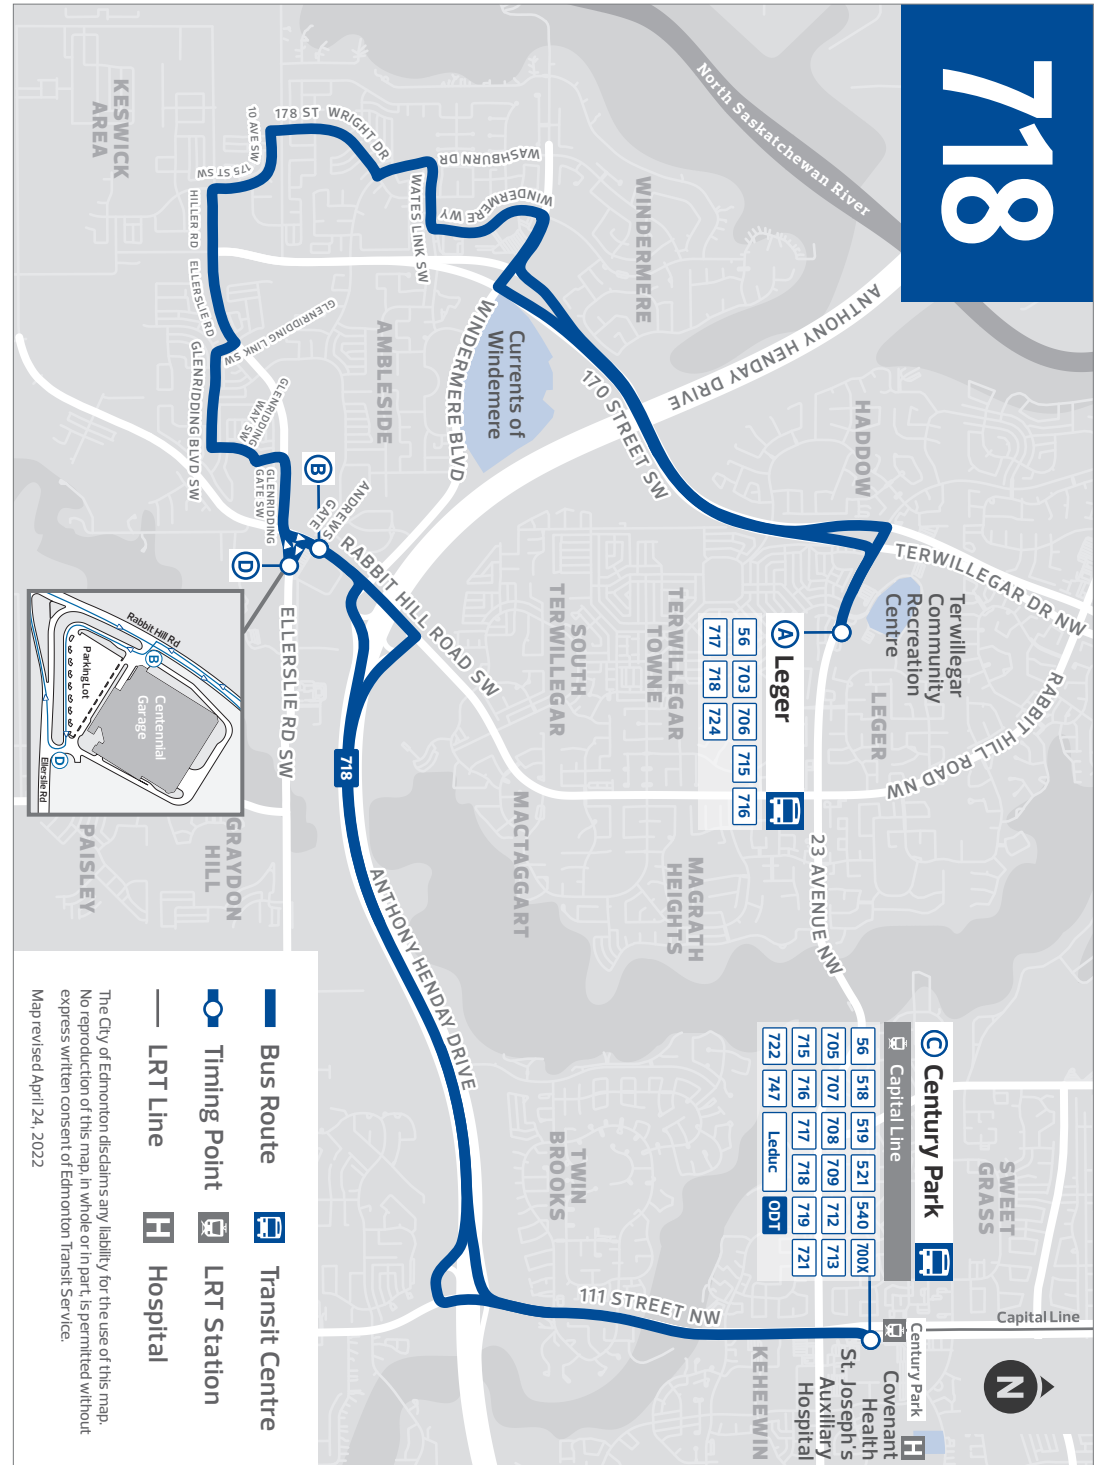 718
North Saskatchewan River
KESWICK
AREA
10 AVE SW
178 ST
WRIGHT DR
175 ST SW
HILLER RD
ELLERSLIE RD
WASHBURN DR
WATES LINK SW
WINDERMERE WY
WINDERMERE
ANTHONY HENDAY DRIVE
GLENRIDDING LINK SW
GLENRIDDING BLVD SW
GLENRIDDING
WAY SW
GLENRIDDING
GATE SW
AMBLESIDE
WINDERMERE BLVD
Currents of
Windemere
170 STREET SW
HADDOW
TERWILLEGAR DR NW
Terwillegar
Community
Recreation
Centre
B
ANDREWS
GATE
D
RABBIT HILL ROAD SW
ELLERSLIE RD SW
Rabbit Hill Rd
B
Parking Lot
Centennial
Garage
D
Ellerslie Rd
SOUTH
TERWILLEGAR
TERWILLEGAR
TOWNE
A Leger
56 703 706 715 716
717 718 724
LEGER
RABBIT HILL ROAD NW
718
MACTAGGART
MAGRATH
HEIGHTS
23 AVENUE NW
GRAYDON
HILL
PAISLEY
ANTHONY HENDAY DRIVE
C Century Park
Capital Line
56 518 519 521 540 700X
705 707 708 709 712 713
715 716 717 718 719 721
722 747 Leduc ODT
SWEET
GRASS
TWIN
BROOKS
111 STREET NW
Capital Line
Century Park
N
Covenant
Health
St. Joseph's
Auxiliary
Hospital
H
KEHEEWIN
Bus Route
Timing Point
LRT Line
Transit Centre
LRT Station
H Hospital
The City of Edmonton disclaims any liability for the use of this map.
No reproduction of this map, in whole or in part, is permitted without
express written consent of Edmonton Transit Service.
Map revised April 24, 2022